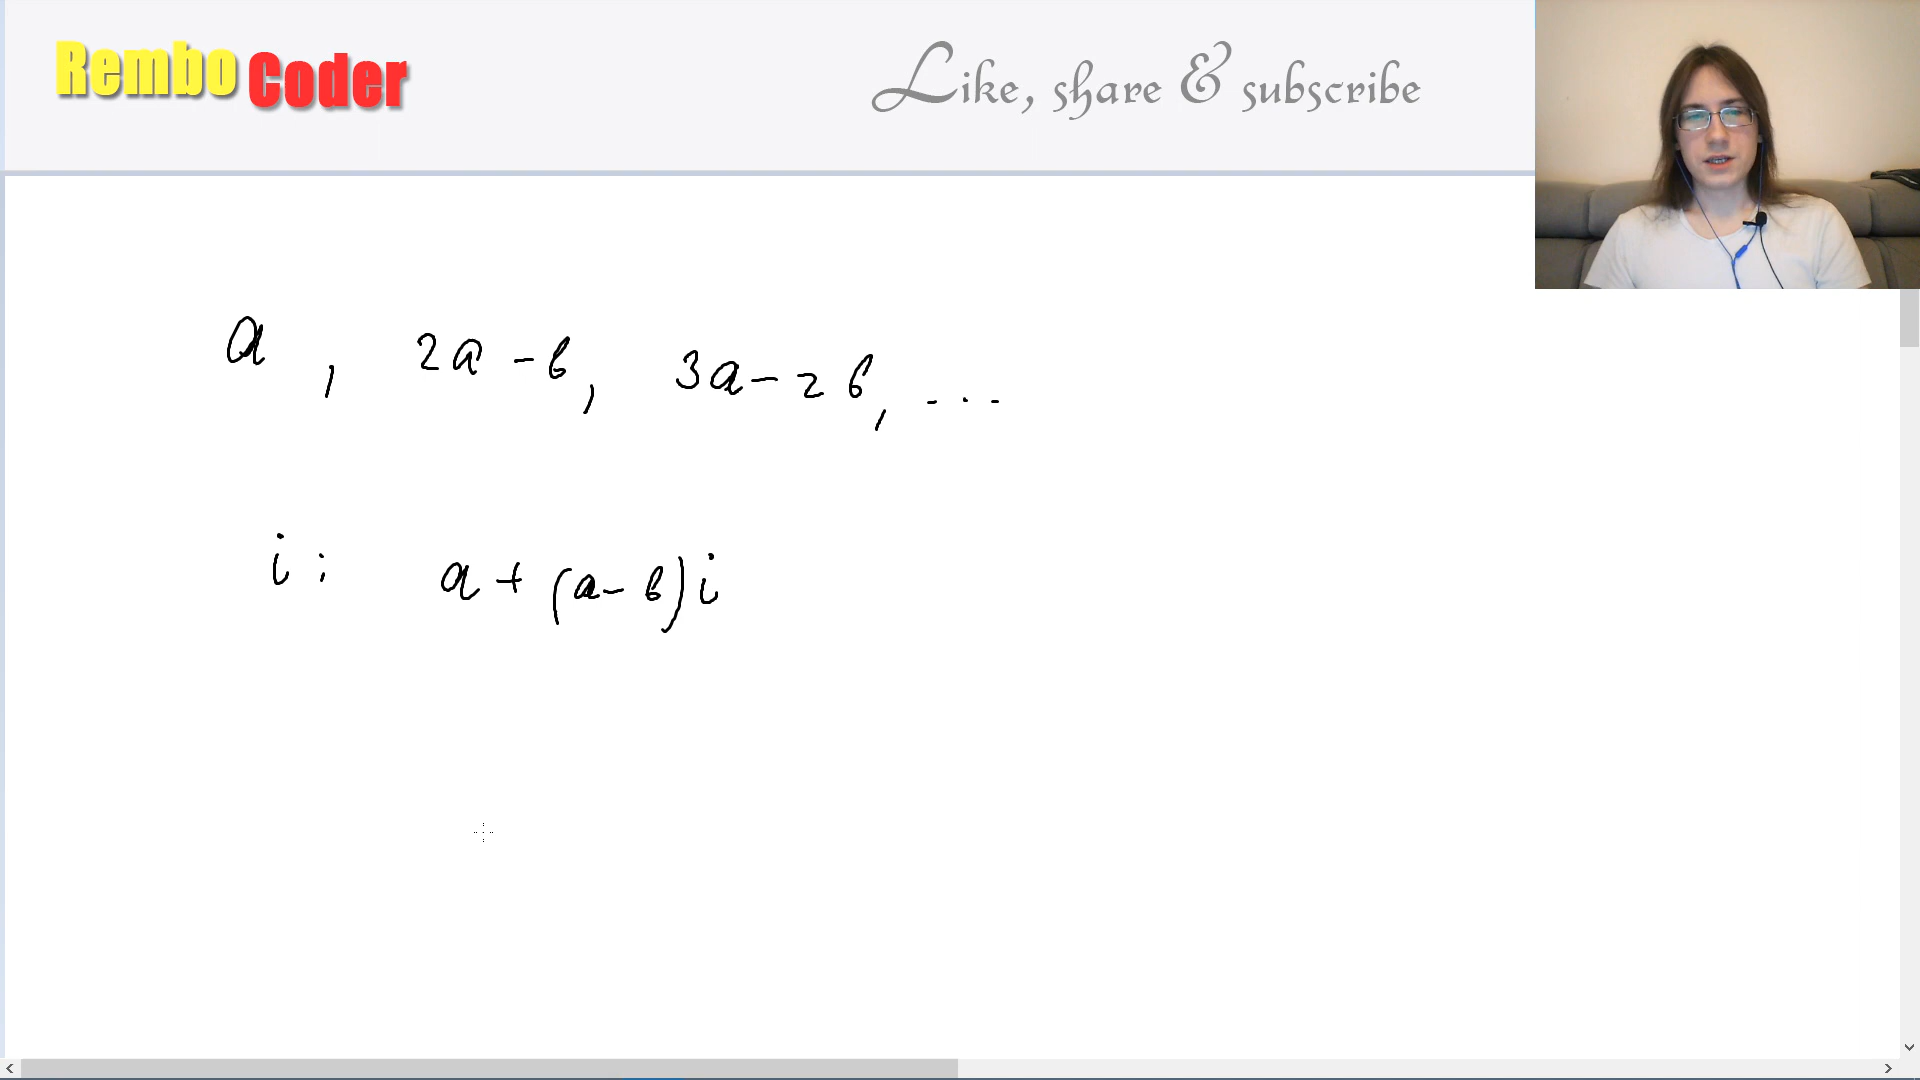 Rembo Coder
Like, share & subscribe
a, 2a - b, 3a - 2b, ...
i: a + (a - b)i